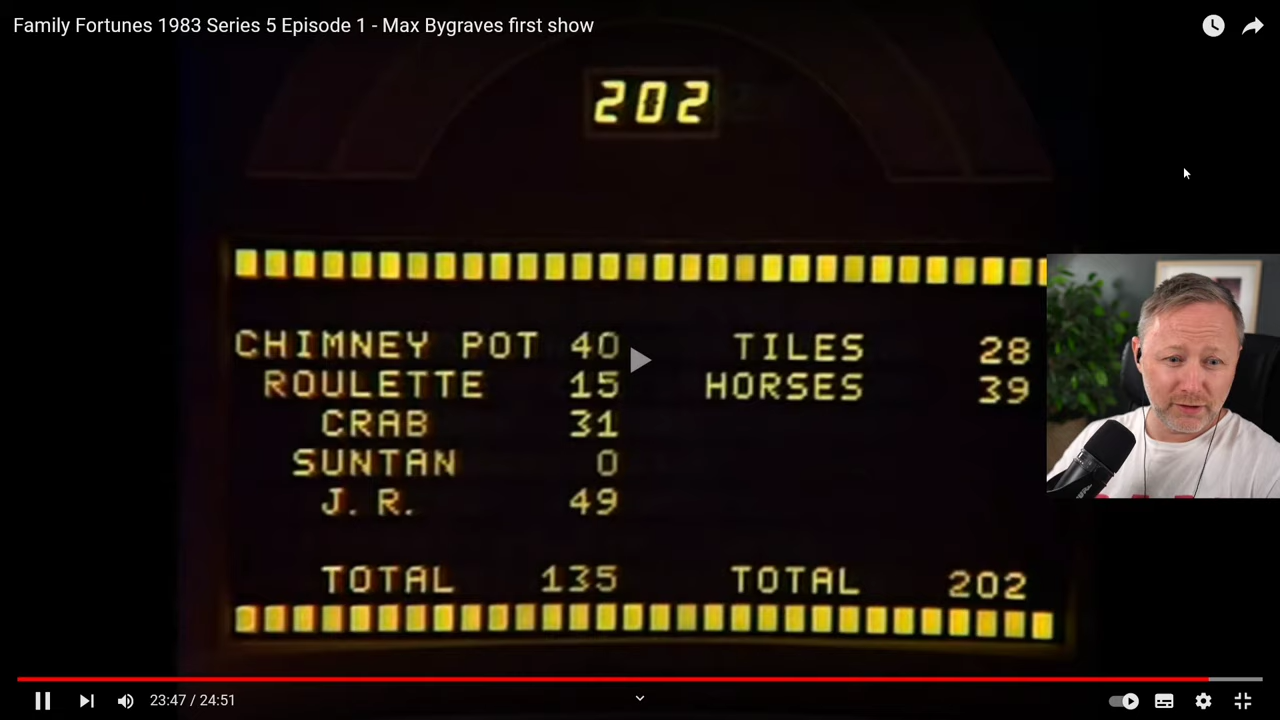 Family Fortunes 1983 Series 5 Episode 1 - Max Bygraves first show
202
CHIMNEY POT 40 TILES 28
ROULETTE 15 HORSES 39
CRAB 31
SUNTAN 0
J.R. 49
TOTAL 135 TOTAL 202
23:47 / 24:51